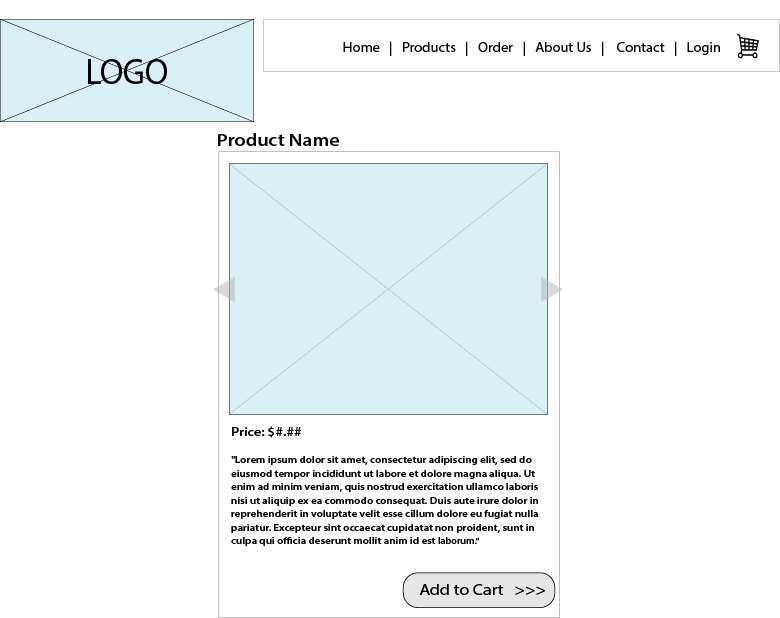 LOGO
Home | Products | Order | About Us | Contact | Login
Product Name
Price: $#.##
"Lorem ipsum dolor sit amet, consectetur adipiscing elit, sed do
eiusmod tempor incididunt ut labore et dolore magna aliqua. Ut
enim ad minim veniam, quis nostrud exercitation ullamco laboris
nisi ut aliquip ex ea commodo consequat. Duis aute irure dolor in
reprehenderit in voluptate velit esse cillum dolore eu fugiat nulla
pariatur. Excepteur sint occaecat cupidatat non proident, sunt in
culpa qui officia deserunt mollit anim id est laborum."
Add to Cart >>>